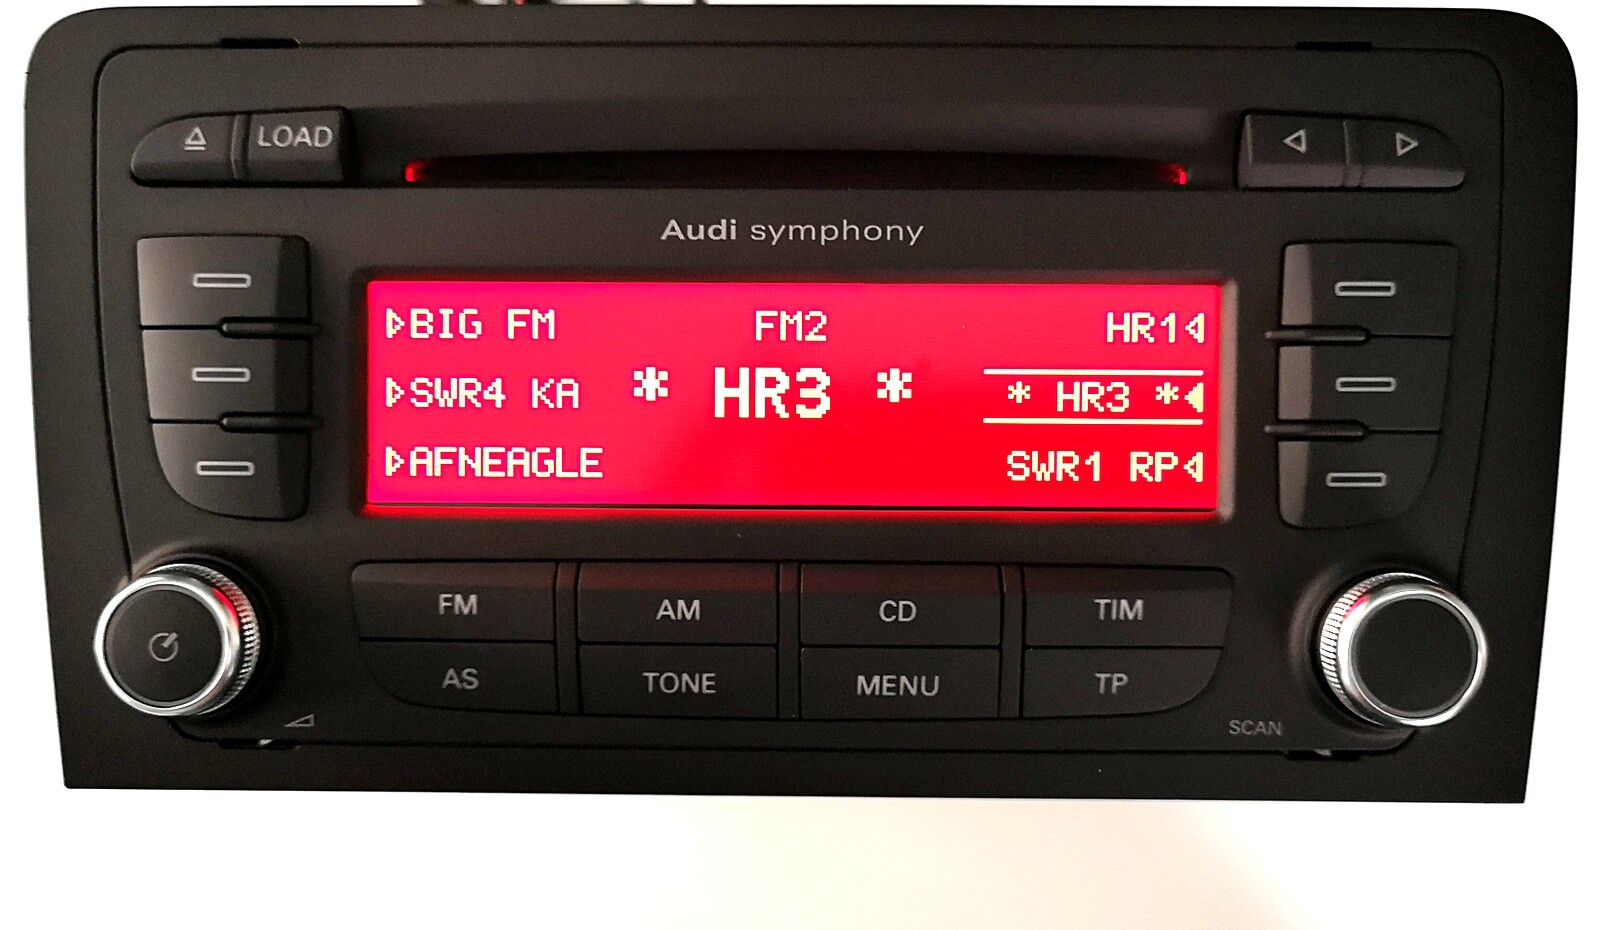 LOAD
Audi symphony
▷BIG FM FM2 HR1◁
▷SWR4 KA * HR3 * * HR3 *◀
▷AFNEAGLE SWR1 RP◁
FM AM CD TIM
AS TONE MENU TP
SCAN